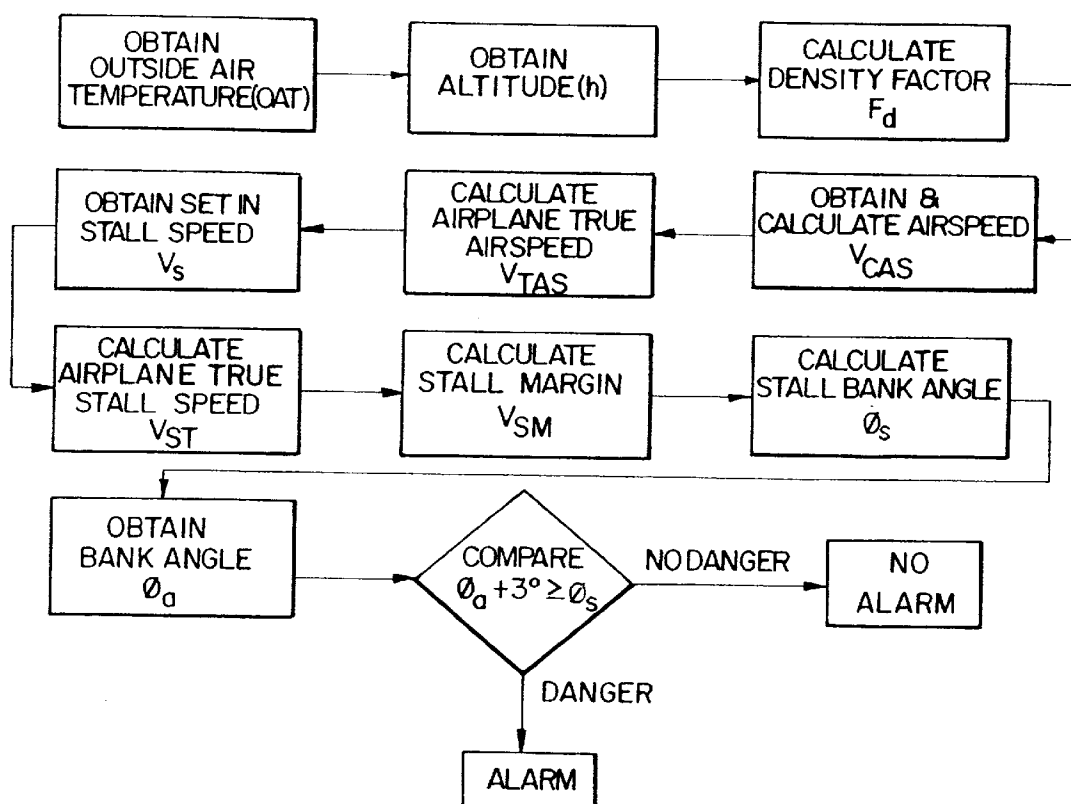 OBTAIN
OUTSIDE AIR
TEMPERATURE(OAT)
OBTAIN
ALTITUDE(h)
CALCULATE
DENSITY FACTOR
Fd
OBTAIN &
CALCULATE AIRSPEED
VCAS
CALCULATE
AIRPLANE TRUE
AIRSPEED
VTAS
OBTAIN SET IN
STALL SPEED
Vs
CALCULATE
AIRPLANE TRUE
STALL SPEED
VST
CALCULATE
STALL MARGIN
VSM
CALCULATE
STALL BANK ANGLE
Øs
OBTAIN
BANK ANGLE
Øa
COMPARE
Øa+3°≥Øs
NO DANGER
NO
ALARM
DANGER
ALARM